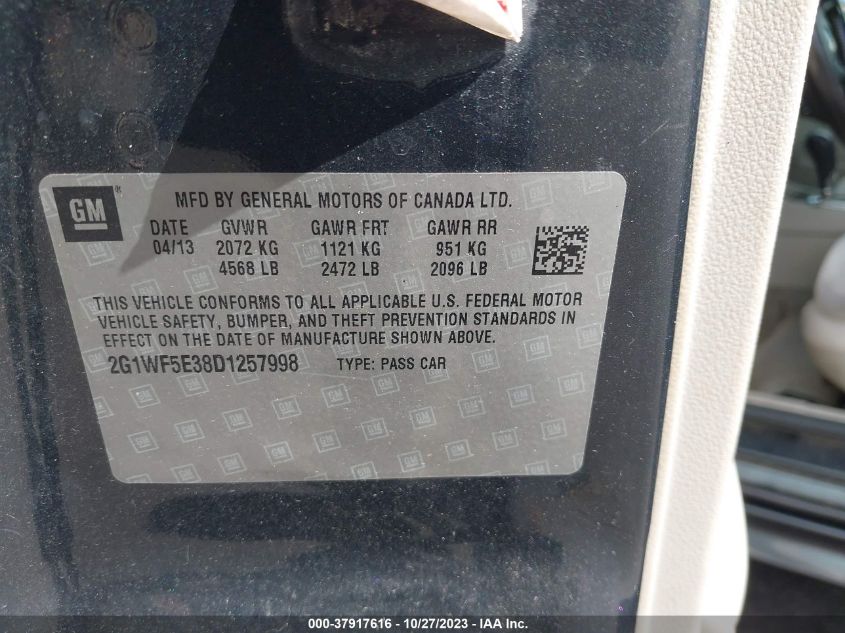 GM
MFD BY GENERAL MOTORS OF CANADA LTD.
DATE GVWR GAWR FRT GAWR RR
04/13 2072 KG 1121 KG 951 KG
4568 LB 2472 LB 2096 LB
THIS VEHICLE CONFORMS TO ALL APPLICABLE U.S. FEDERAL MOTOR
VEHICLE SAFETY, BUMPER, AND THEFT PREVENTION STANDARDS IN
EFFECT ON THE DATE OF MANUFACTURE SHOWN ABOVE.
2G1WF5E38D1257998 TYPE: PASS CAR
000-37917616 - 10/27/2023 - IAA Inc.